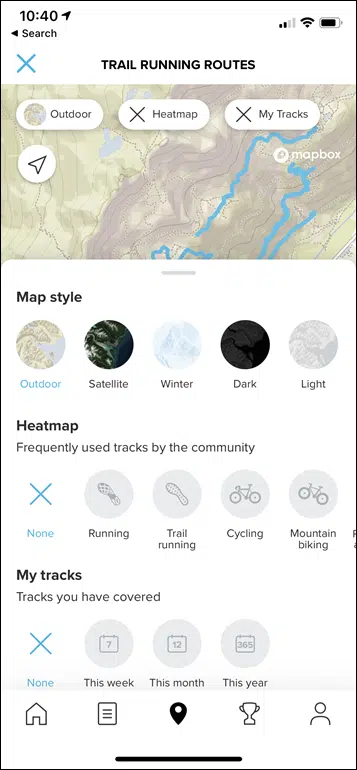 10:40
◀ Search
TRAIL RUNNING ROUTES
Outdoor
Heatmap
My Tracks
mapbox
Map style
Outdoor
Satellite
Winter
Dark
Light
Heatmap
Frequently used tracks by the community
None
Running
Trail
running
Cycling
Mountain
biking
My tracks
Tracks you have covered
None
7
This week
12
This month
365
This year